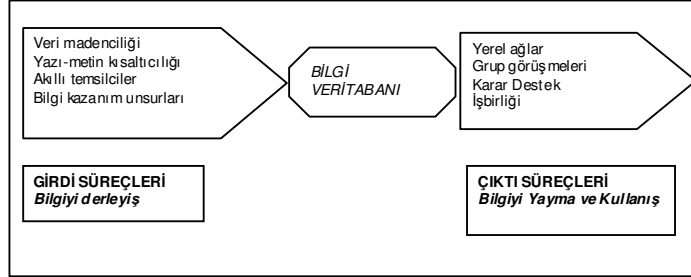 Veri madenciliği
Yazı-metin kısaltıcılığı
Akıllı temsilciler
Bilgi kazanım unsurları
BİLGİ
VERİTABANI
Yerel ağlar
Grup görüşmeleri
Karar Destek
İşbirliği
GİRDİ SÜREÇLERİ
Bilgiyi derleyiş
ÇIKTI SÜREÇLERİ
Bilgiyi Yayma ve Kullanış